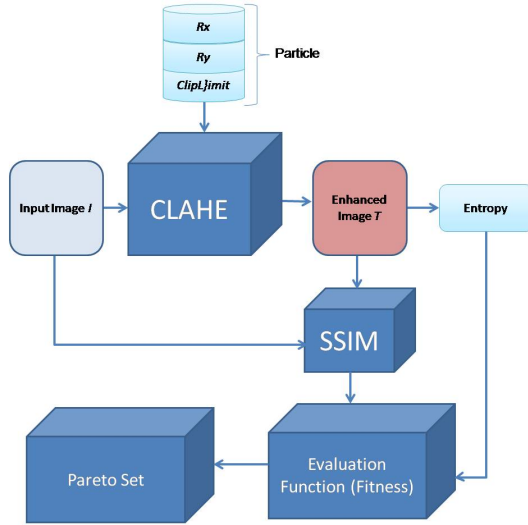 Rx
Ry
ClipL}imit
Particle
Input Image I
CLAHE
Enhanced
Image T
Entropy
SSIM
Evaluation
Function (Fitness)
Pareto Set